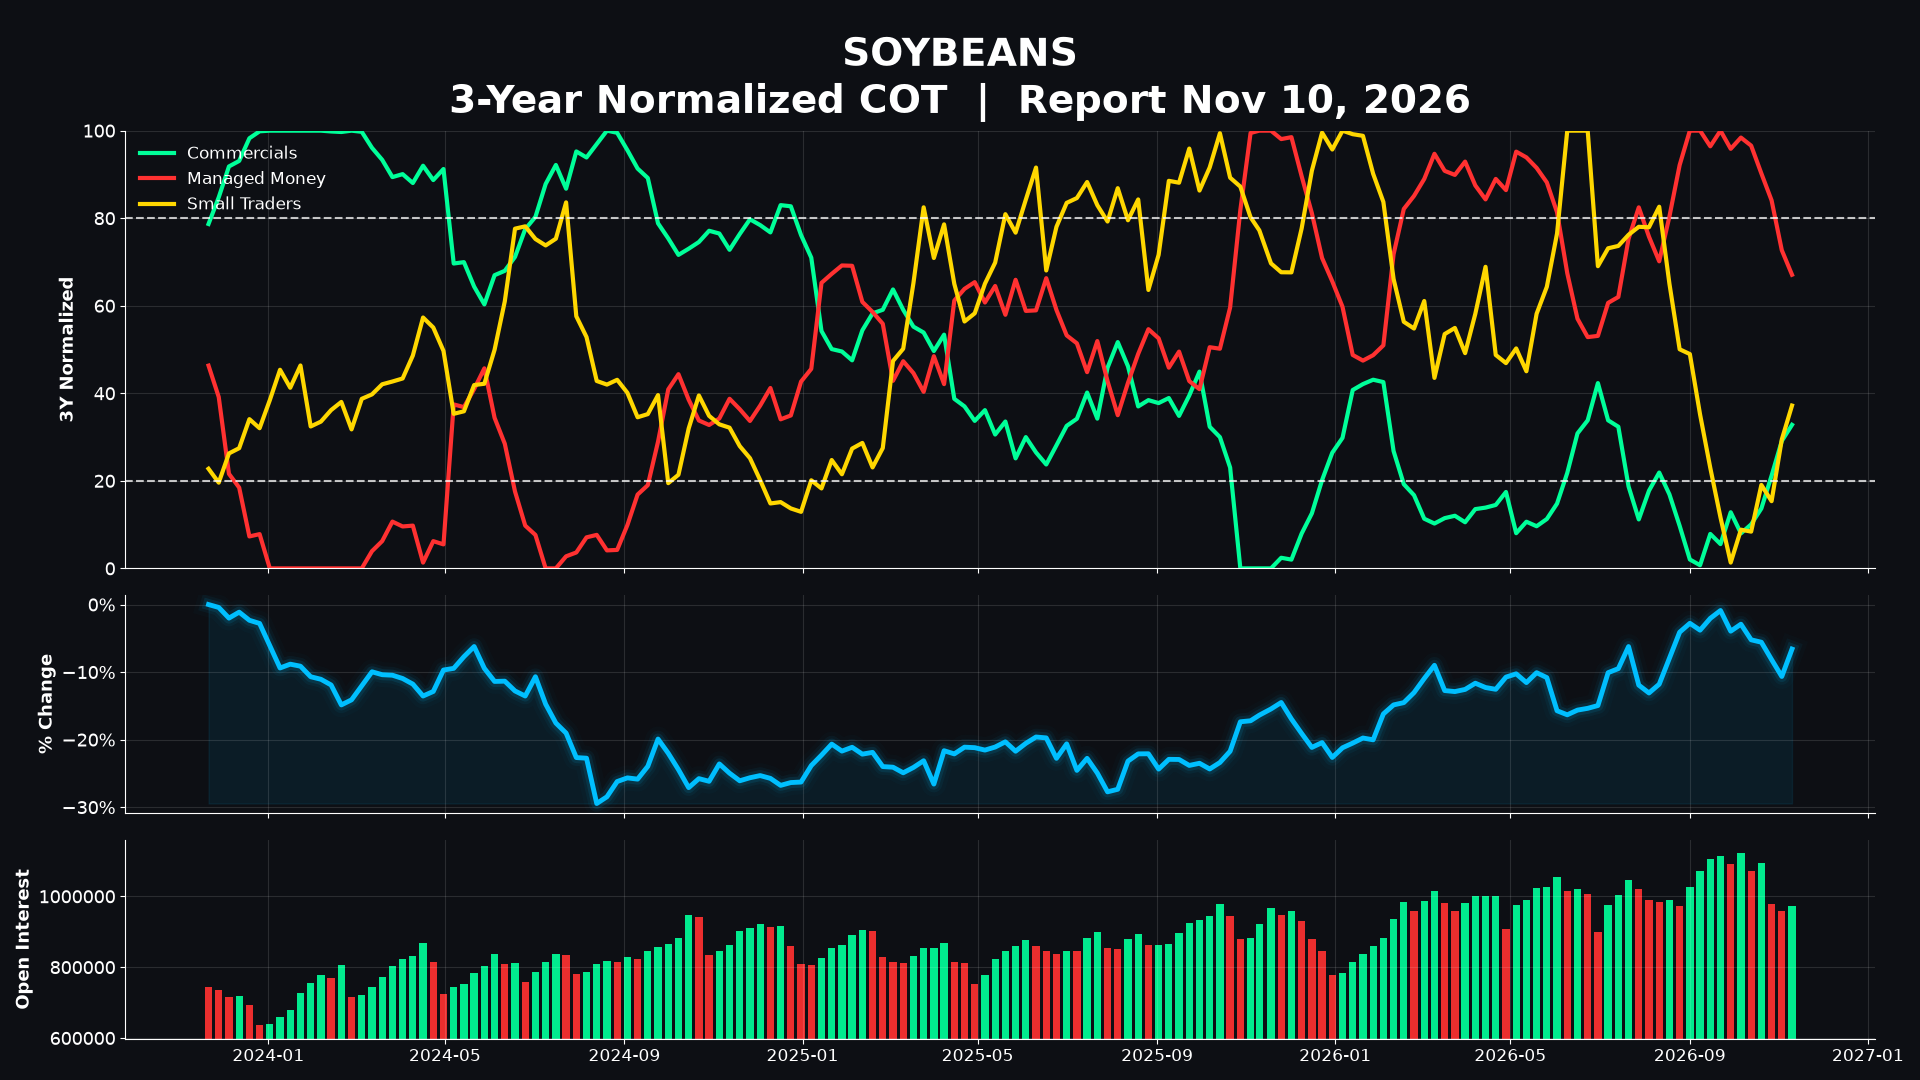 SOYBEANS
3-Year Normalized COT | Report Nov 10, 2026
100
80
60
40
20
0
3Y Normalized
Commercials
Managed Money
Small Traders
0%
−10%
−20%
−30%
% Change
1000000
800000
600000
Open Interest
2024-01 2024-05 2024-09 2025-01 2025-05 2025-09 2026-01 2026-05 2026-09 2027-01